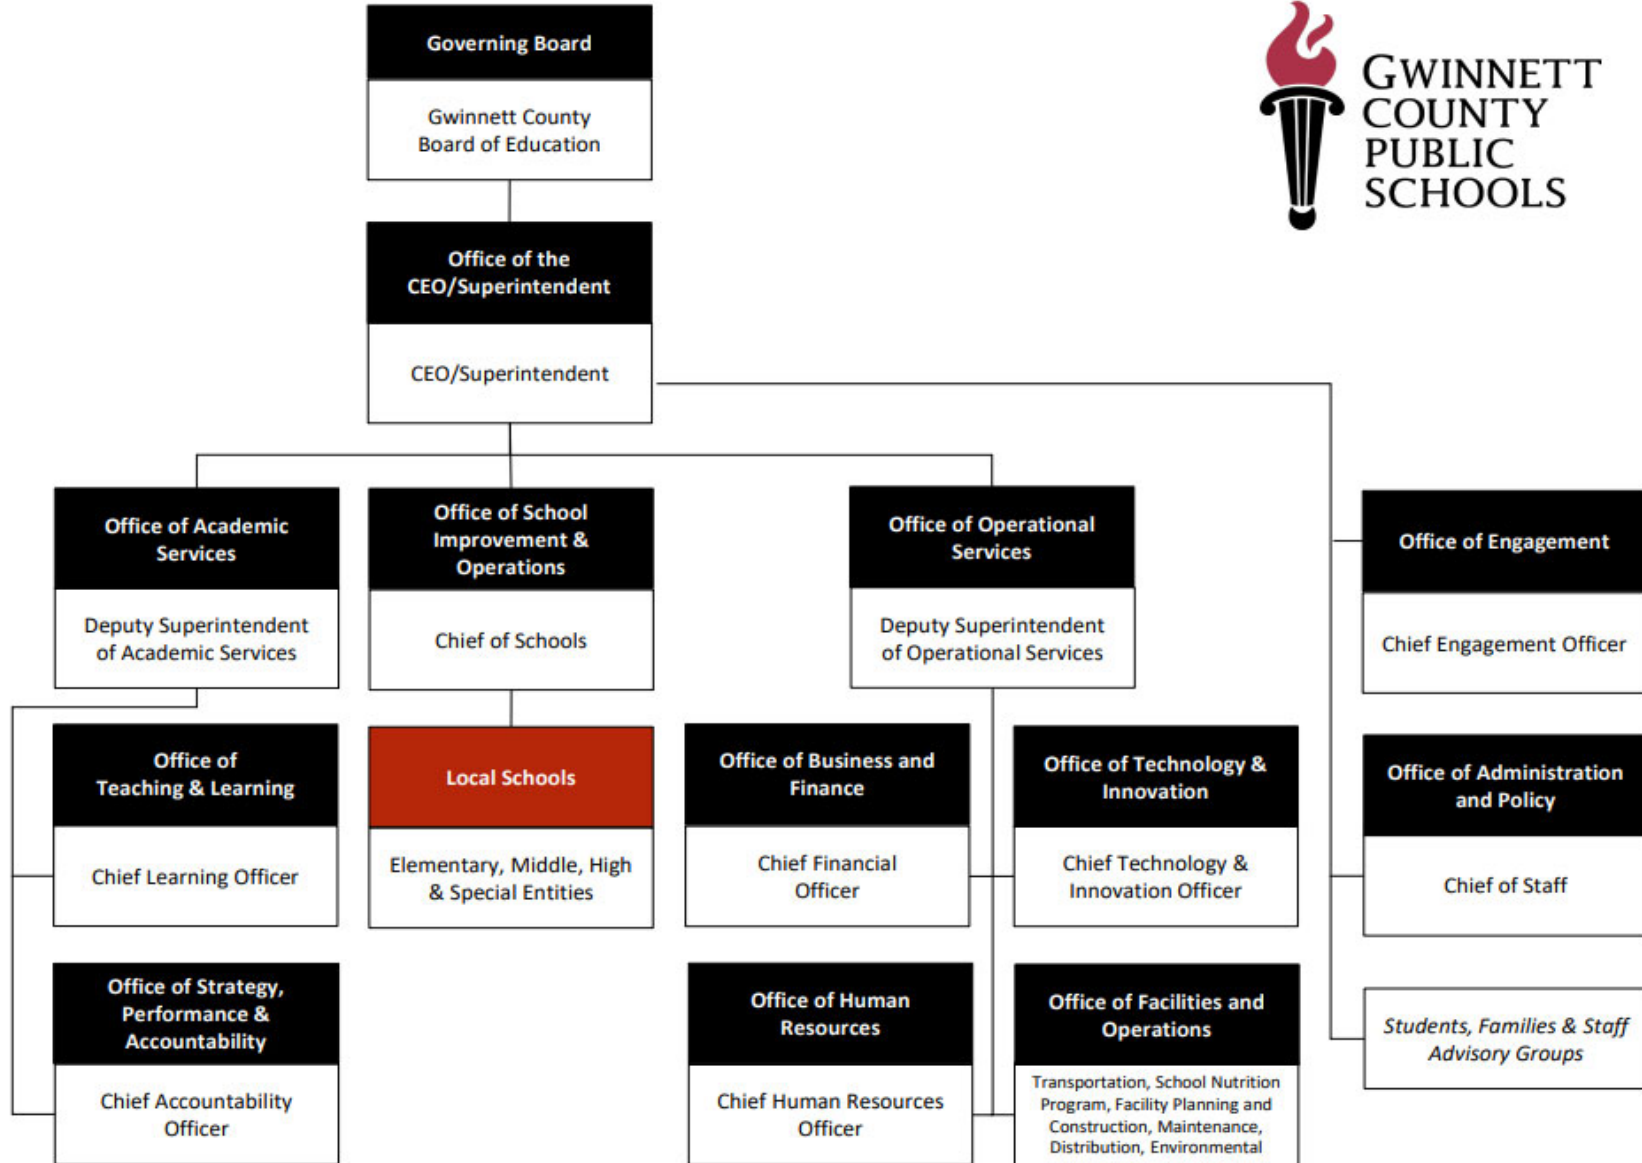 Governing Board
Gwinnett County
Board of Education
GWINNETT
COUNTY
PUBLIC
SCHOOLS
Office of the
CEO/Superintendent
CEO/Superintendent
Office of Academic
Services
Deputy Superintendent
of Academic Services
Office of School
Improvement &
Operations
Chief of Schools
Office of Operational
Services
Deputy Superintendent
of Operational Services
Office of Engagement
Chief Engagement Officer
Office of
Teaching & Learning
Chief Learning Officer
Local Schools
Elementary, Middle, High
& Special Entities
Office of Business and
Finance
Chief Financial
Officer
Office of Technology &
Innovation
Chief Technology &
Innovation Officer
Office of Administration
and Policy
Chief of Staff
Office of Strategy,
Performance &
Accountability
Chief Accountability
Officer
Office of Human
Resources
Chief Human Resources
Officer
Office of Facilities and
Operations
Transportation, School Nutrition
Program, Facility Planning and
Construction, Maintenance,
Distribution, Environmental
Students, Families & Staff
Advisory Groups